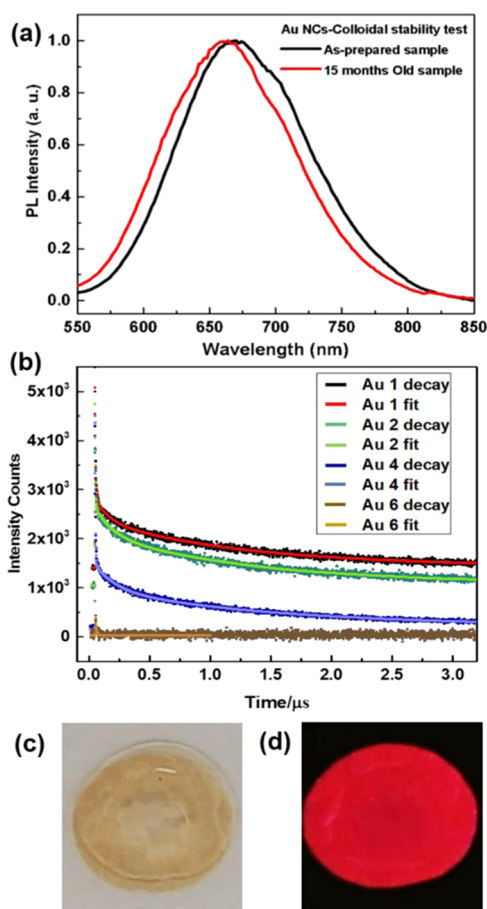 (a)
Au NCs-Colloidal stability test
As-prepared sample
15 months Old sample
PL Intensity (a. u.)
1.0
0.8
0.6
0.4
0.2
0.0
550 600 650 700 750 800 850
Wavelength (nm)
(b)
Au 1 decay
Au 1 fit
Au 2 decay
Au 2 fit
Au 4 decay
Au 4 fit
Au 6 decay
Au 6 fit
Intensity Counts
5x10³
4x10³
3x10³
2x10³
1x10³
0
0.0 0.5 1.0 1.5 2.0 2.5 3.0
Time/μs
(c)
(d)